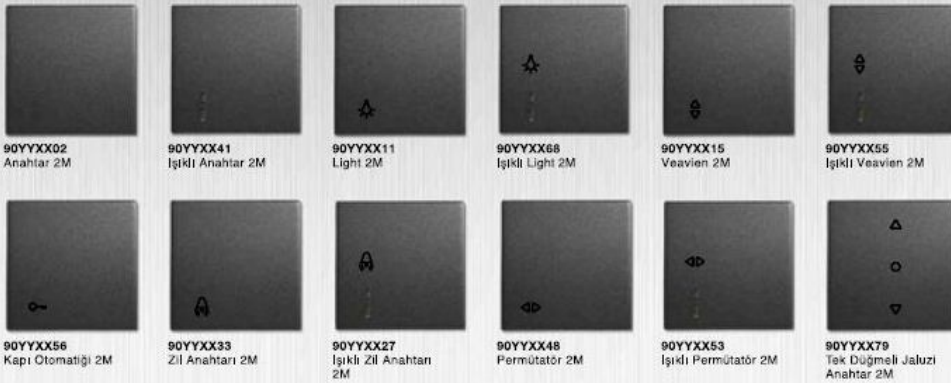 90YYXX02
Anahtar 2M
90YYXX41
Işıklı Anahtar 2M
90YYXX11
Light 2M
90YYXX68
Işıklı Light 2M
90YYXX15
Veavien 2M
90YYXX55
Işıklı Veavien 2M
90YYXX56
Kapı Otomatiği 2M
90YYXX33
Zil Anahtarı 2M
90YYXX27
Işıklı Zil Anahtarı
2M
90YYXX48
Permütatör 2M
90YYXX53
Işıklı Permütatör 2M
90YYXX79
Tek Düğmeli Jaluzi
Anahtar 2M